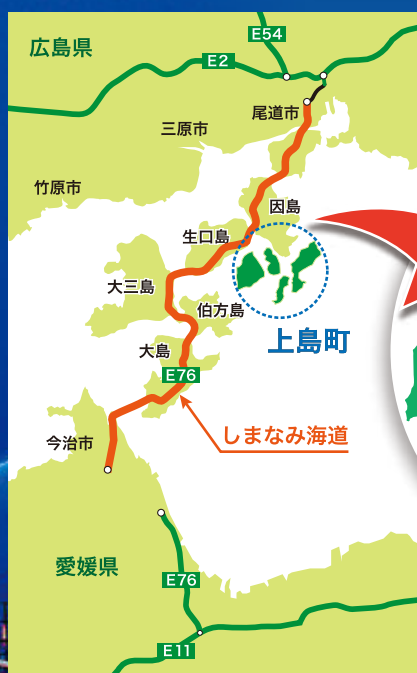 E54
広島県
E2
尾道市
三原市
竹原市
因島
生口島
大三島
伯方島
上島町
大島
E76
しまなみ海道
今治市
愛媛県
E76
E11